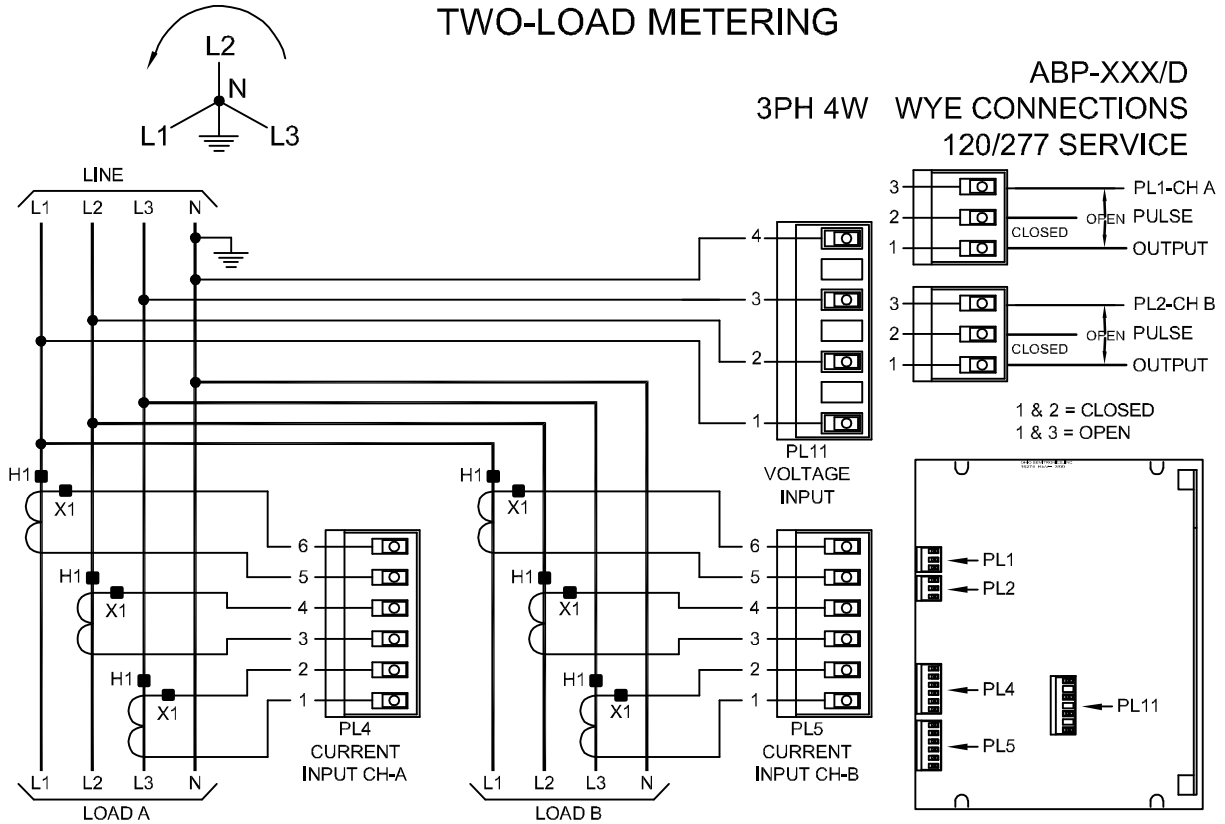 TWO-LOAD METERING
ABP-XXX/D
3PH 4W WYE CONNECTIONS
120/277 SERVICE
L2
N
L1
L3
LINE
L1 L2 L3 N
4
3
2
1
PL11
VOLTAGE
INPUT
3
2
1
CLOSED
OPEN
PL1-CH A
PULSE
OUTPUT
3
2
1
CLOSED
OPEN
PL2-CH B
PULSE
OUTPUT
1 & 2 = CLOSED
1 & 3 = OPEN
H1
X1
H1
X1
H1
X1
6
5
4
3
2
1
PL4
CURRENT
INPUT CH-A
L1 L2 L3 N
LOAD A
H1
X1
H1
X1
H1
X1
6
5
4
3
2
1
PL5
CURRENT
INPUT CH-B
L1 L2 L3 N
LOAD B
PL1
PL2
PL4
PL5
PL11